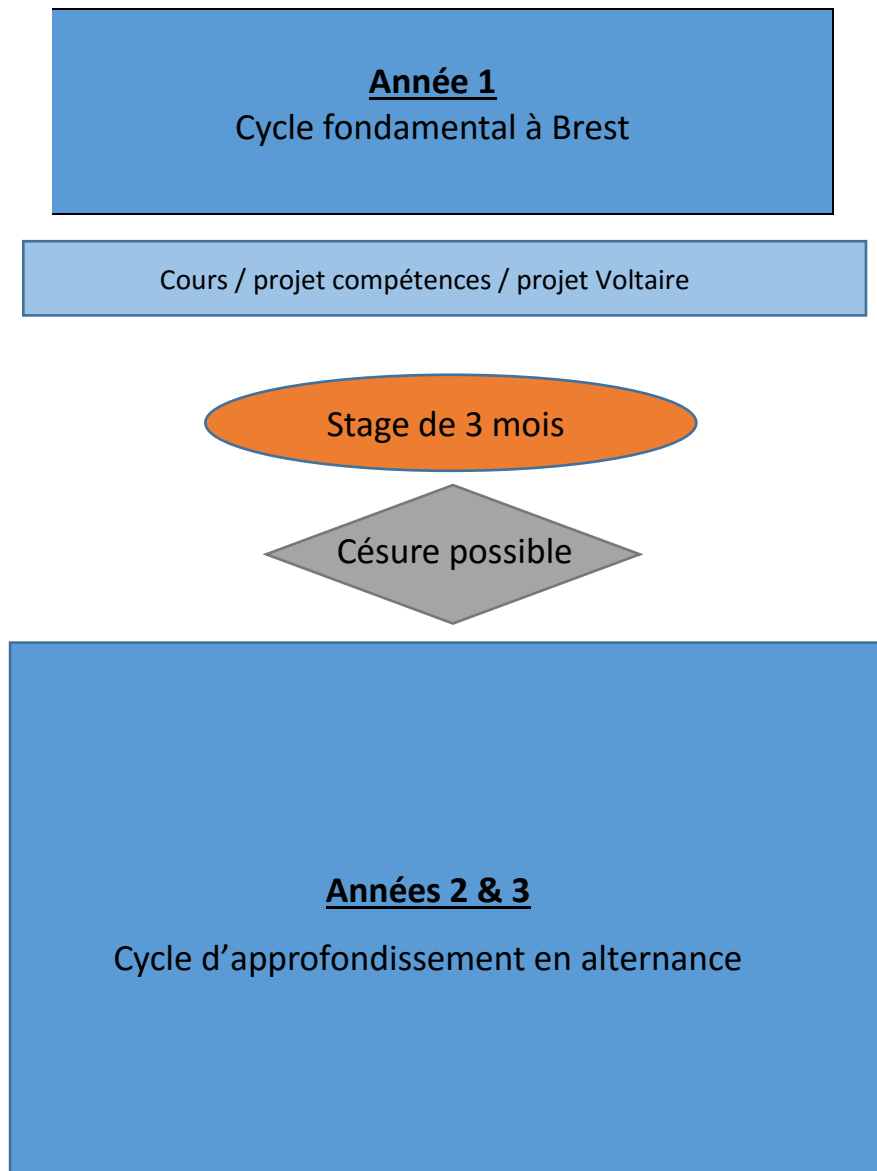 Année 1
Cycle fondamental à Brest
Cours / projet compétences / projet Voltaire
Stage de 3 mois
Césure possible
Années 2 & 3
Cycle d’approfondissement en alternance